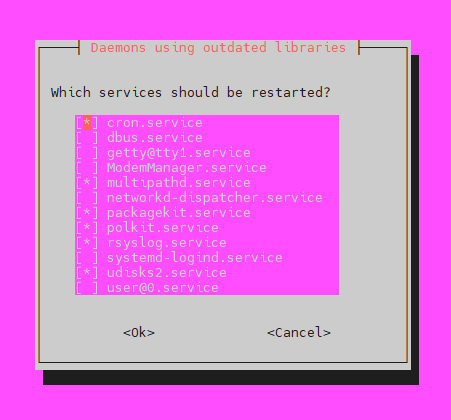 Daemons using outdated libraries
Which services should be restarted?
[*] cron.service
[ ] dbus.service
[ ] getty@tty1.service
[ ] ModemManager.service
[*] multipathd.service
[ ] networkd-dispatcher.service
[*] packagekit.service
[*] polkit.service
[*] rsyslog.service
[ ] systemd-logind.service
[*] udisks2.service
[ ] user@0.service
<Ok> <Cancel>